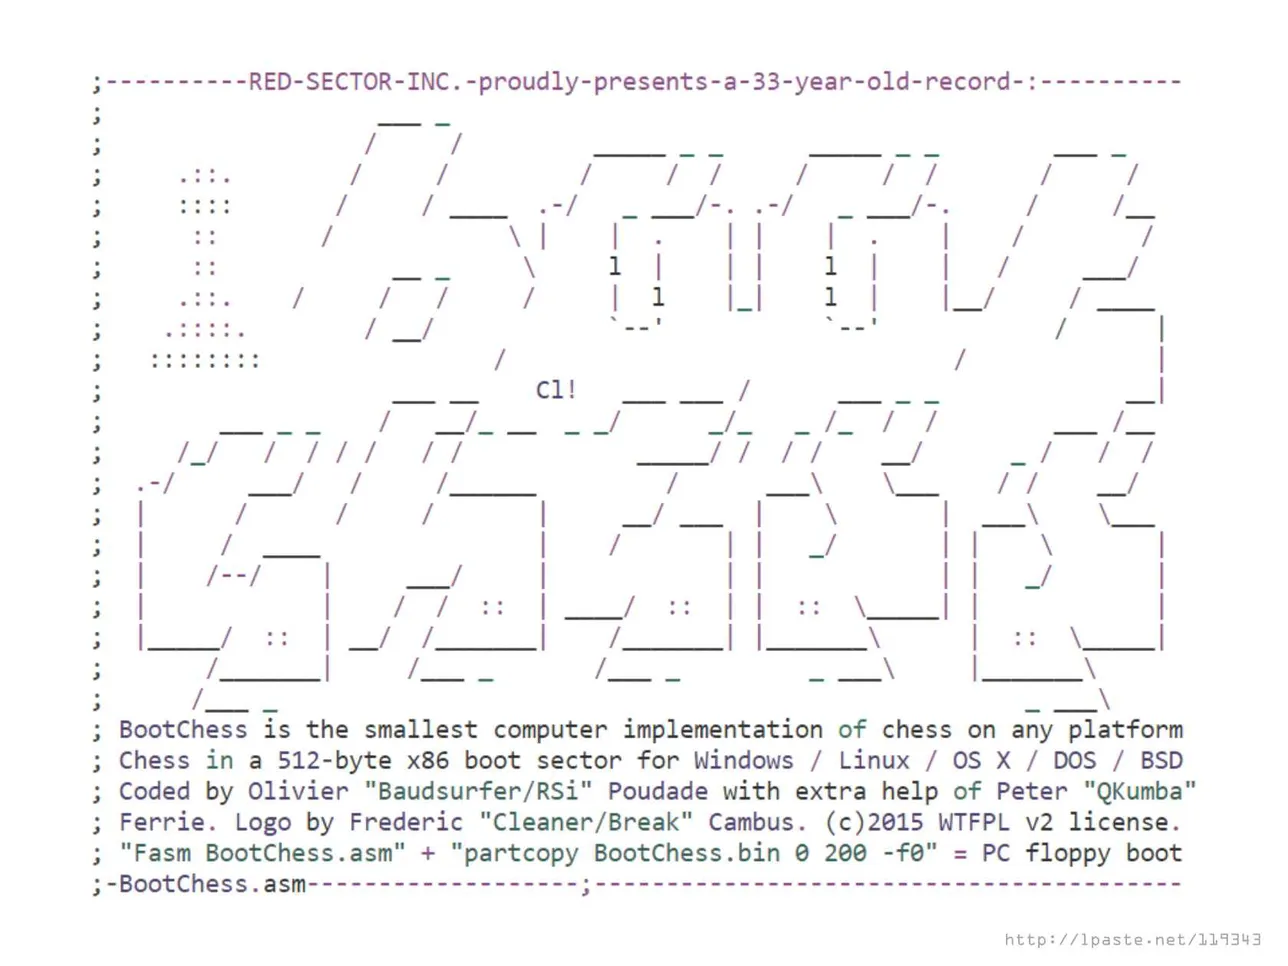 ;----------RED-SECTOR-INC.-proudly-presents-a-33-year-old-record-:----------
Cl!
; BootChess is the smallest computer implementation of chess on any platform
; Chess in a 512-byte x86 boot sector for Windows / Linux / OS X / DOS / BSD
; Coded by Olivier "Baudsurfer/RSi" Poudade with extra help of Peter "QKumba"
; Ferrie. Logo by Frederic "Cleaner/Break" Cambus. (c)2015 WTFPL v2 license.
; "Fasm BootChess.asm" + "partcopy BootChess.bin 0 200 -f0" = PC floppy boot
;-BootChess.asm-------------------;-----------------------------------------
http://lpaste.net/119343